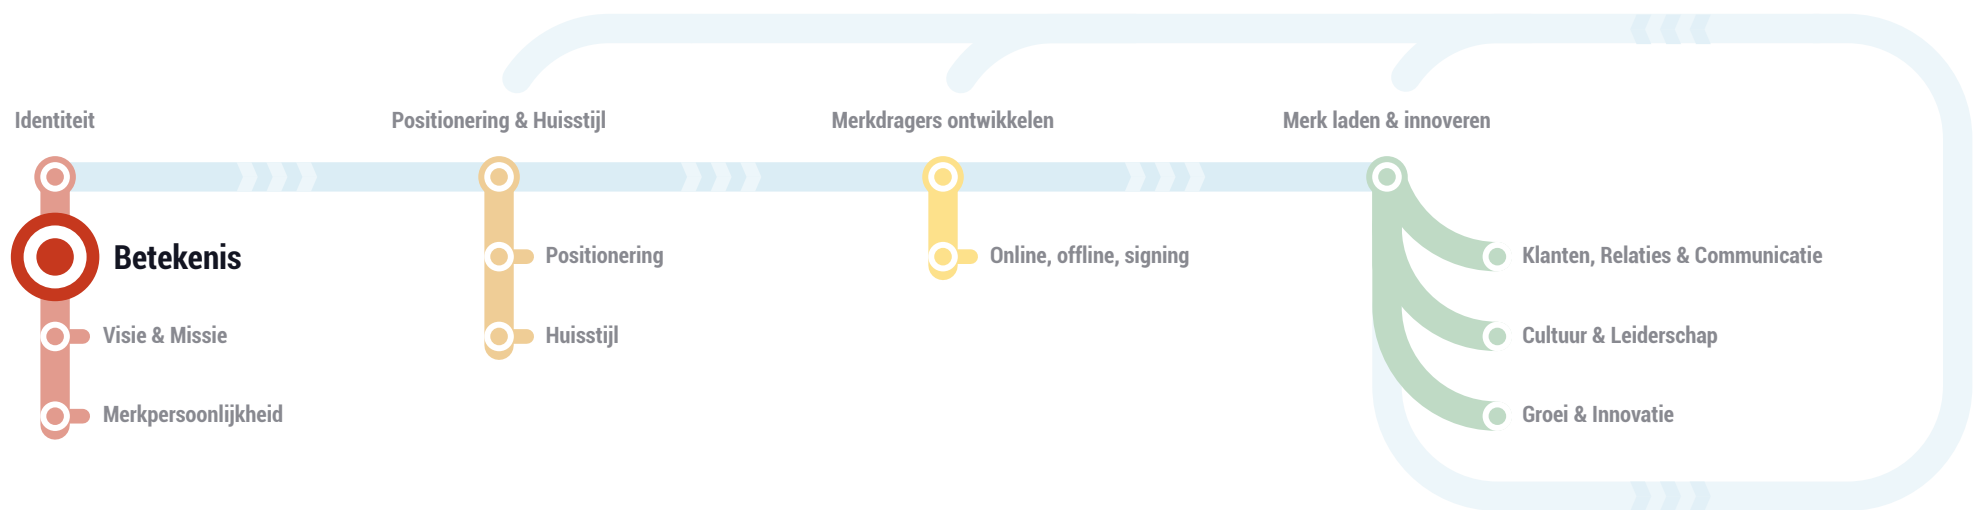 Identiteit
Positionering & Huisstijl
Merkdragers ontwikkelen
Merk laden & innoveren
Betekenis
Positionering
Online, offline, signing
Klanten, Relaties & Communicatie
Visie & Missie
Huisstijl
Cultuur & Leiderschap
Merkpersoonlijkheid
Groei & Innovatie